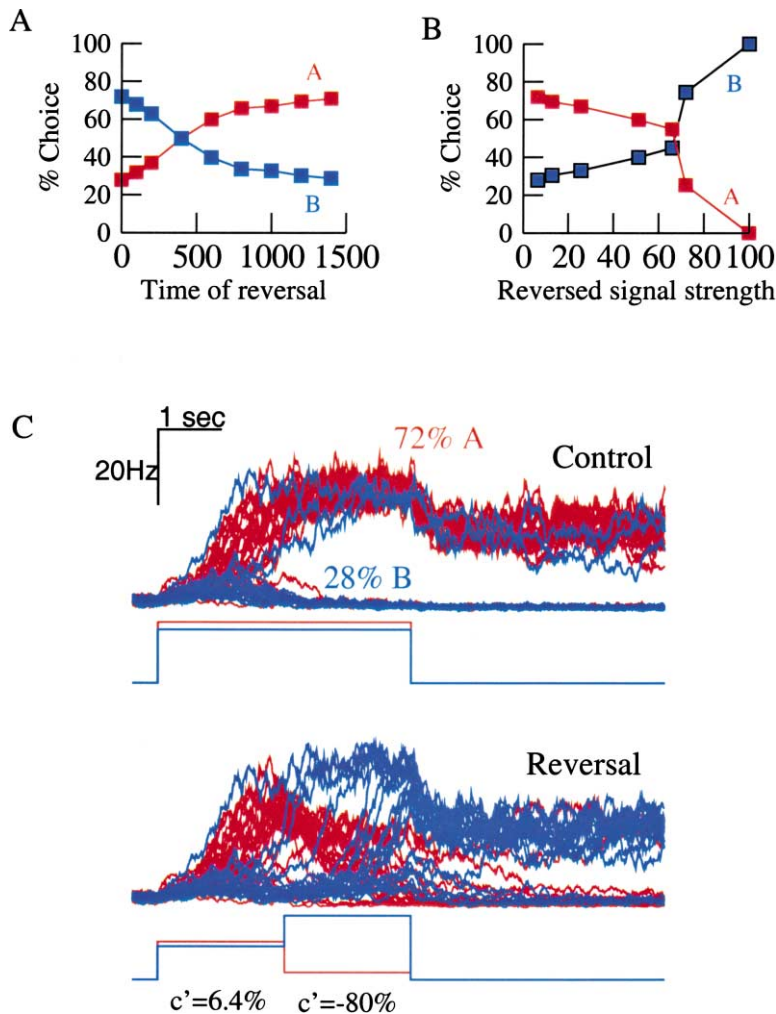 A
B
100
80
60
40
20
0
% Choice
A
B
0 500 1000 1500
Time of reversal
100
80
60
40
20
0
% Choice
B
A
0 20 40 60 80 100
Reversed signal strength
C
1 sec
20Hz
72% A
Control
28% B
Reversal
c'=6.4% c'=-80%